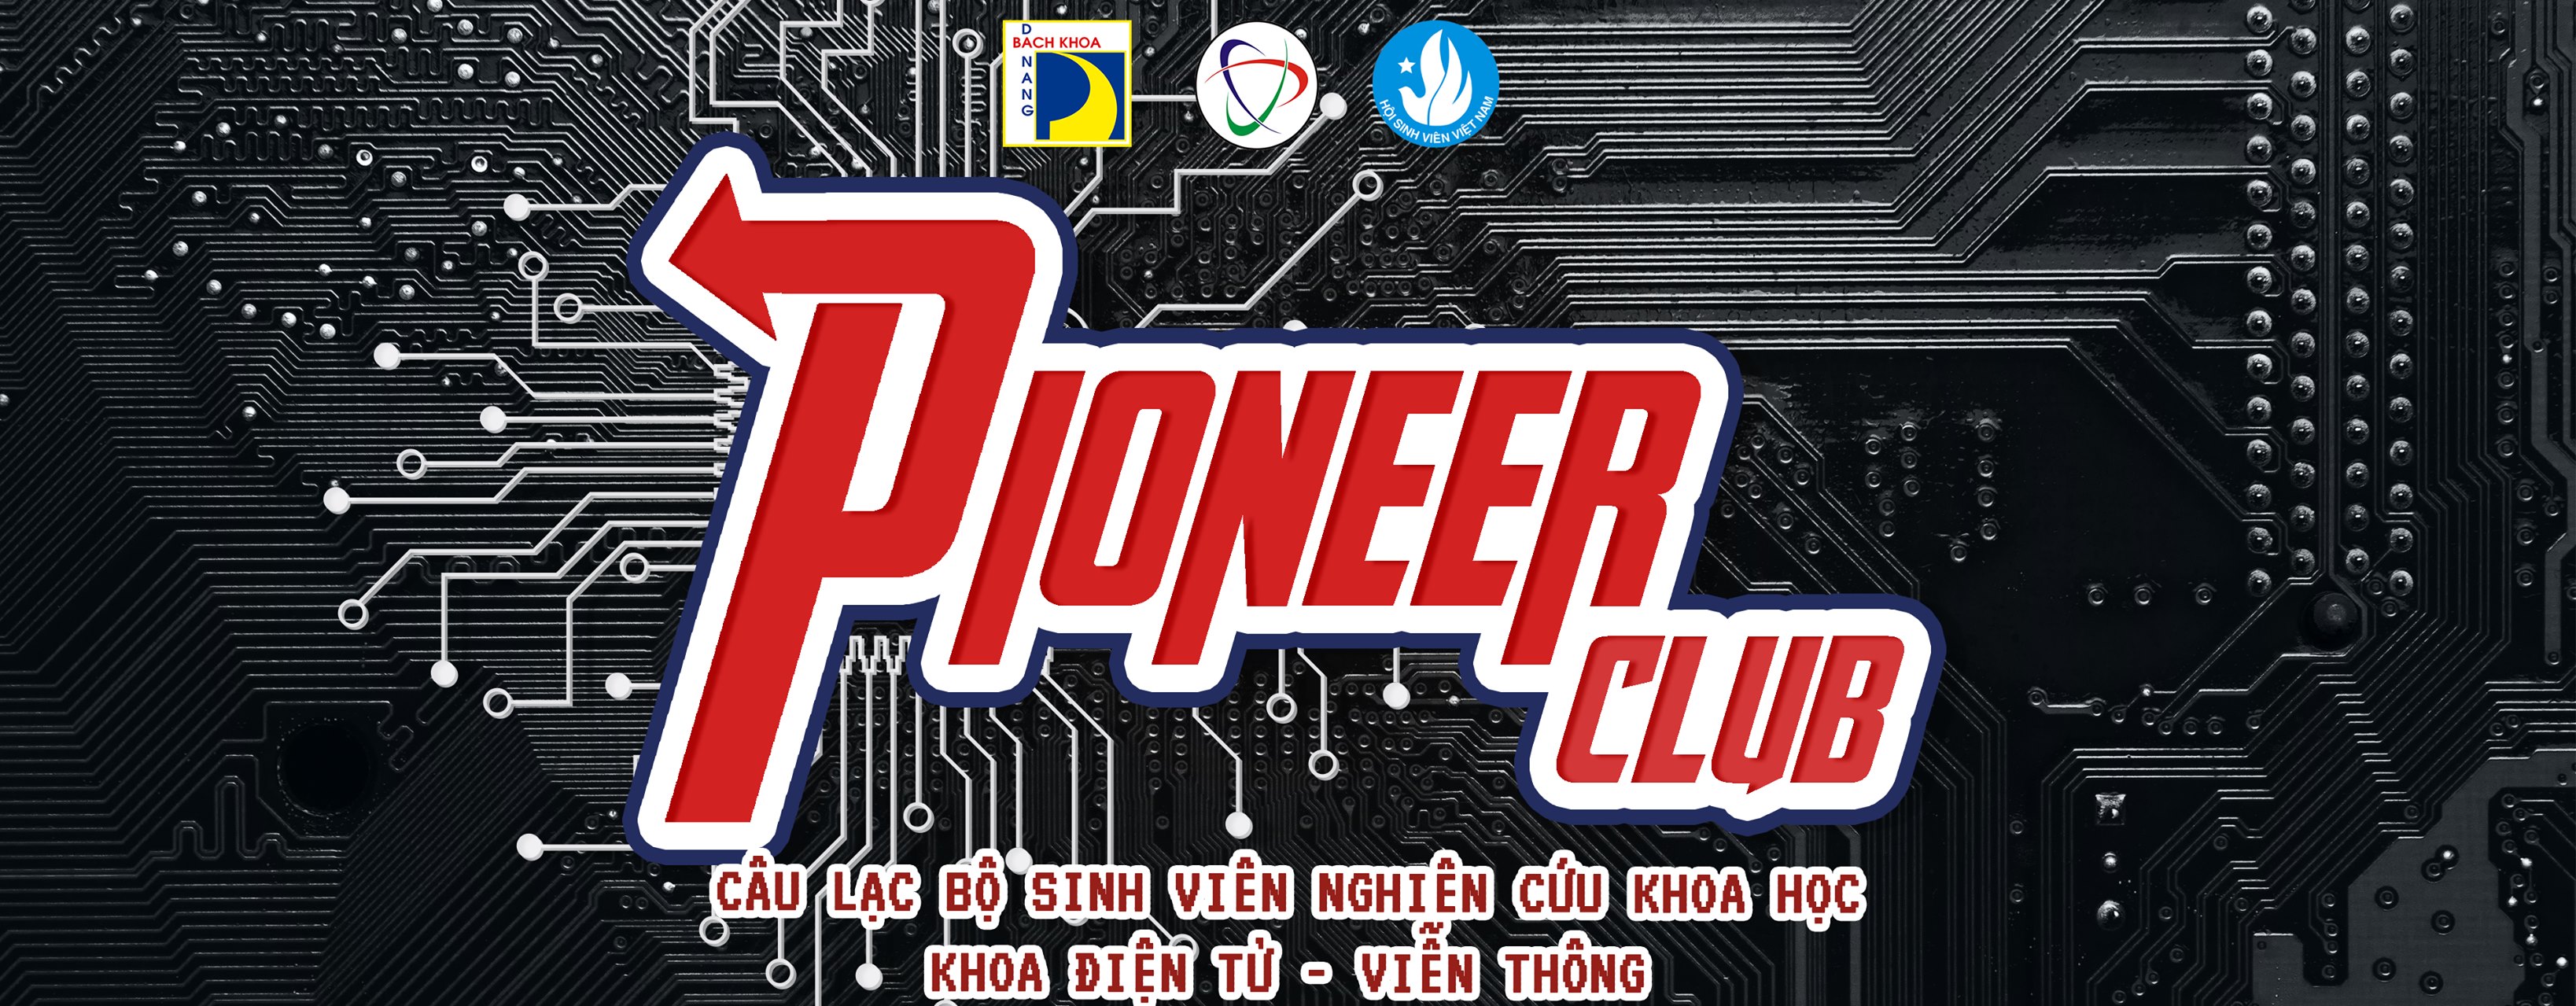 DANANG
BACH KHOA
HỘI SINH VIÊN VIỆT NAM
PIONEER
CLUB
CÂU LẠC BỘ SINH VIÊN NGHIÊN CỨU KHOA HỌC
KHOA ĐIỆN TỬ - VIỄN THÔNG